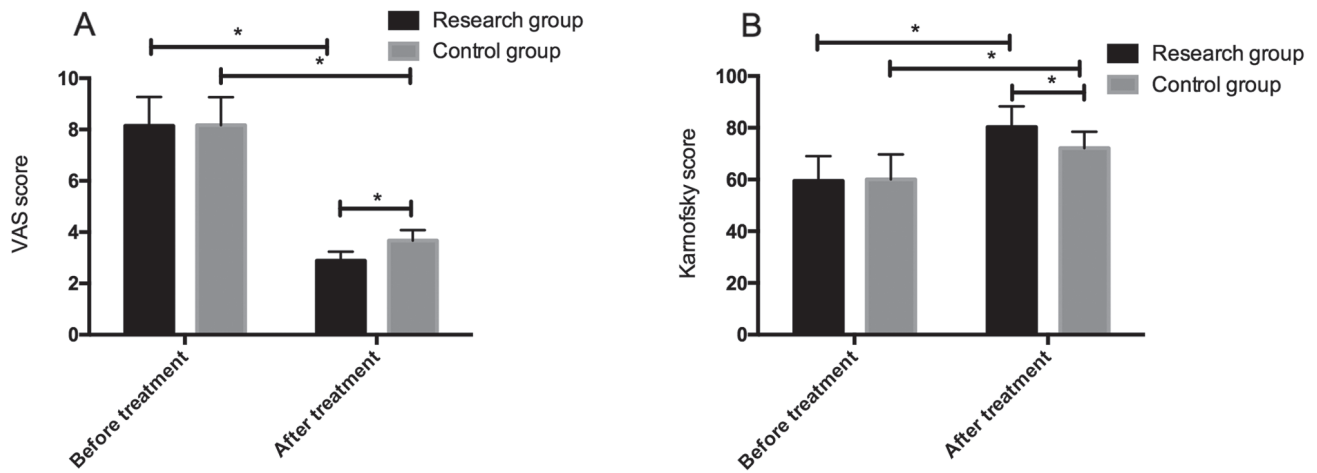 A
Research group
Control group
*
*
*
VAS score
10
8
6
4
2
0
Before treatment
After treatment
B
Research group
Control group
*
*
*
Karnofsky score
100
80
60
40
20
0
Before treatment
After treatment